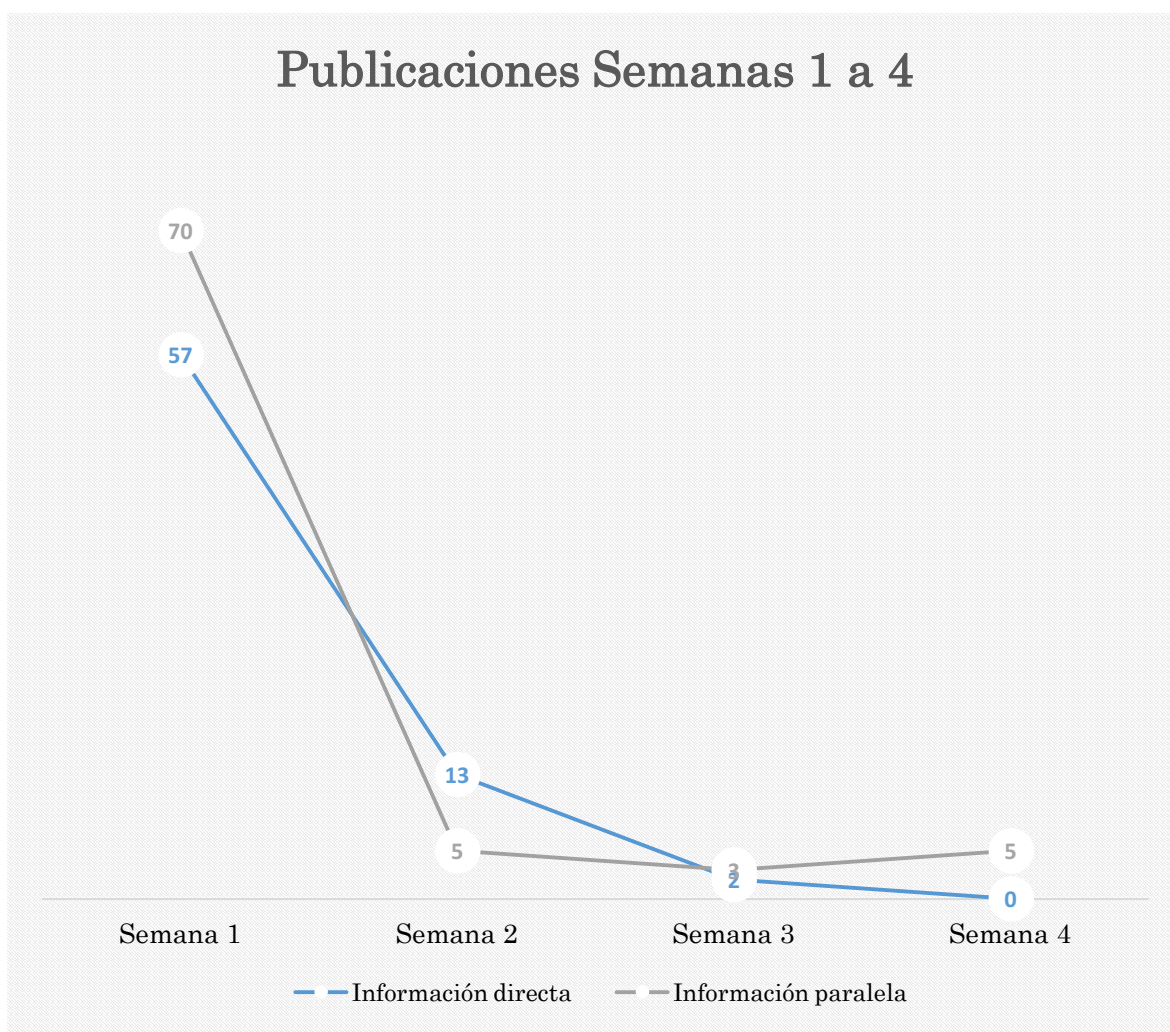 Publicaciones Semanas 1 a 4
70
57
13
5
3
2
5
0
Semana 1 Semana 2 Semana 3 Semana 4
Información directa Información paralela